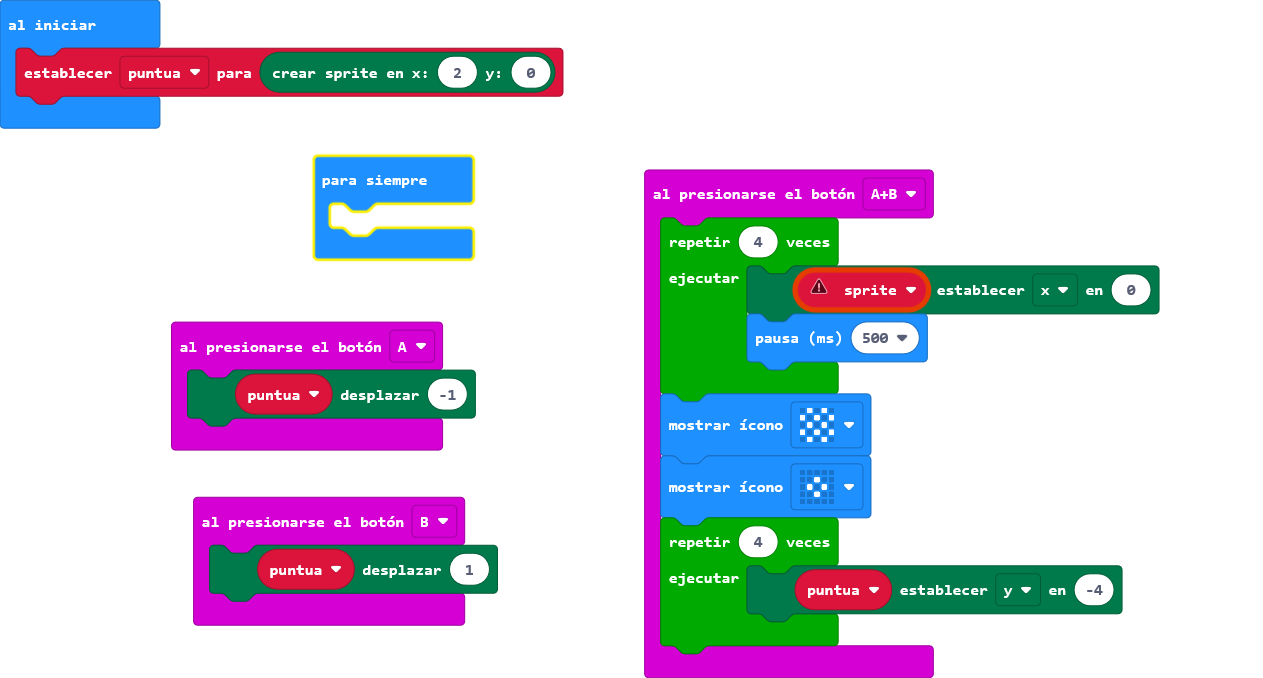 al iniciar
establecer puntua para crear sprite en x: 2 y: 0
para siempre
al presionarse el botón A
puntua desplazar -1
al presionarse el botón B
puntua desplazar 1
al presionarse el botón A+B
repetir 4 veces
ejecutar
sprite establecer x en 0
pausa (ms) 500
mostrar ícono
mostrar ícono
repetir 4 veces
ejecutar
puntua establecer y en -4